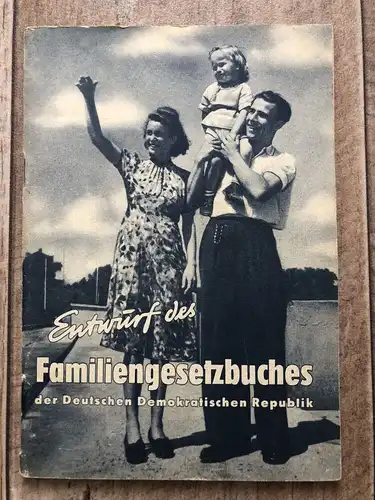 Entwurf des
Familiengesetzbuches
der Deutschen Demokratischen Republik